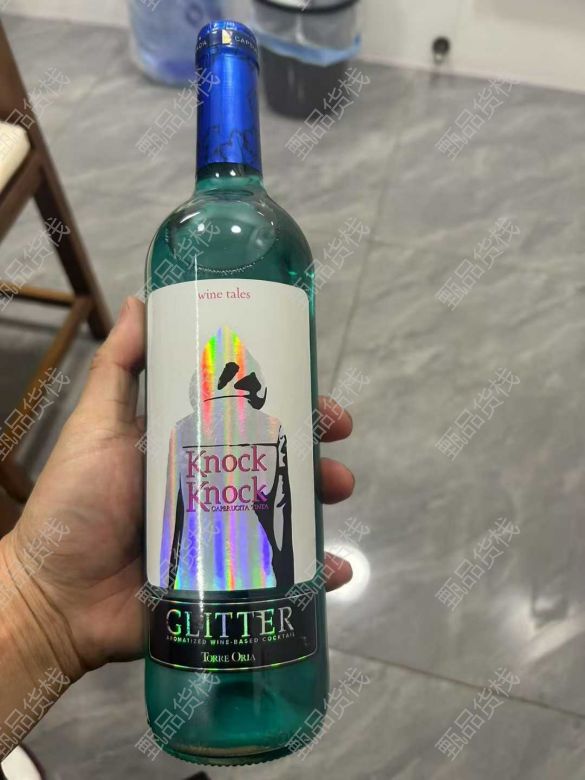 wine tales
Knock
Knock
CAPERUCITA TINTA
GLITTER
AROMATIZED WINE-BASED COCKTAIL
TORRE ORIA
甄品货栈